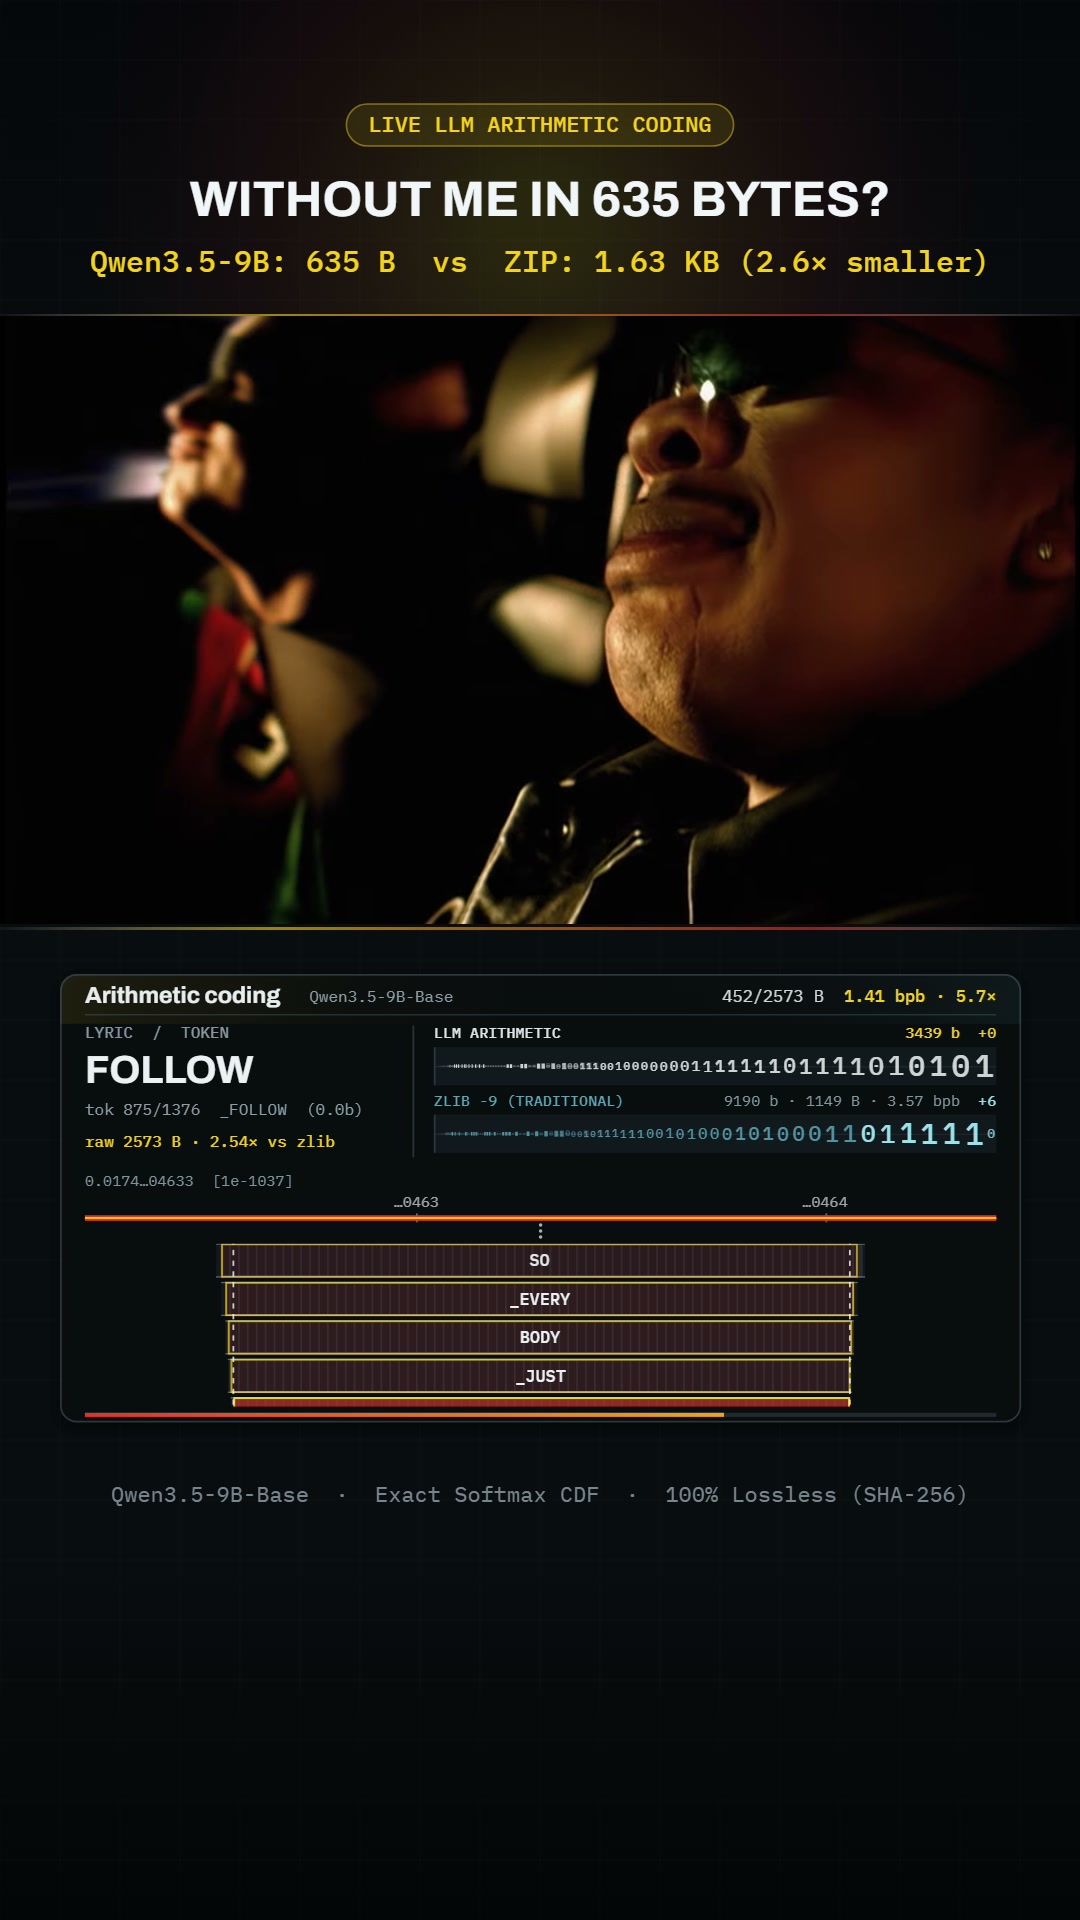 LIVE LLM ARITHMETIC CODING
WITHOUT ME IN 635 BYTES?
Qwen3.5-9B: 635 B vs ZIP: 1.63 KB (2.6× smaller)
Arithmetic coding Qwen3.5-9B-Base 452/2573 B 1.41 bpb · 5.7×
LYRIC / TOKEN
FOLLOW
tok 875/1376 _FOLLOW (0.0b)
raw 2573 B · 2.54× vs zlib
LLM ARITHMETIC 3439 b +0
ZLIB -9 (TRADITIONAL) 9190 b · 1149 B · 3.57 bpb +6
0.0174…04633 [1e-1037]
…0463 …0464
SO
_EVERY
BODY
_JUST
Qwen3.5-9B-Base · Exact Softmax CDF · 100% Lossless (SHA-256)